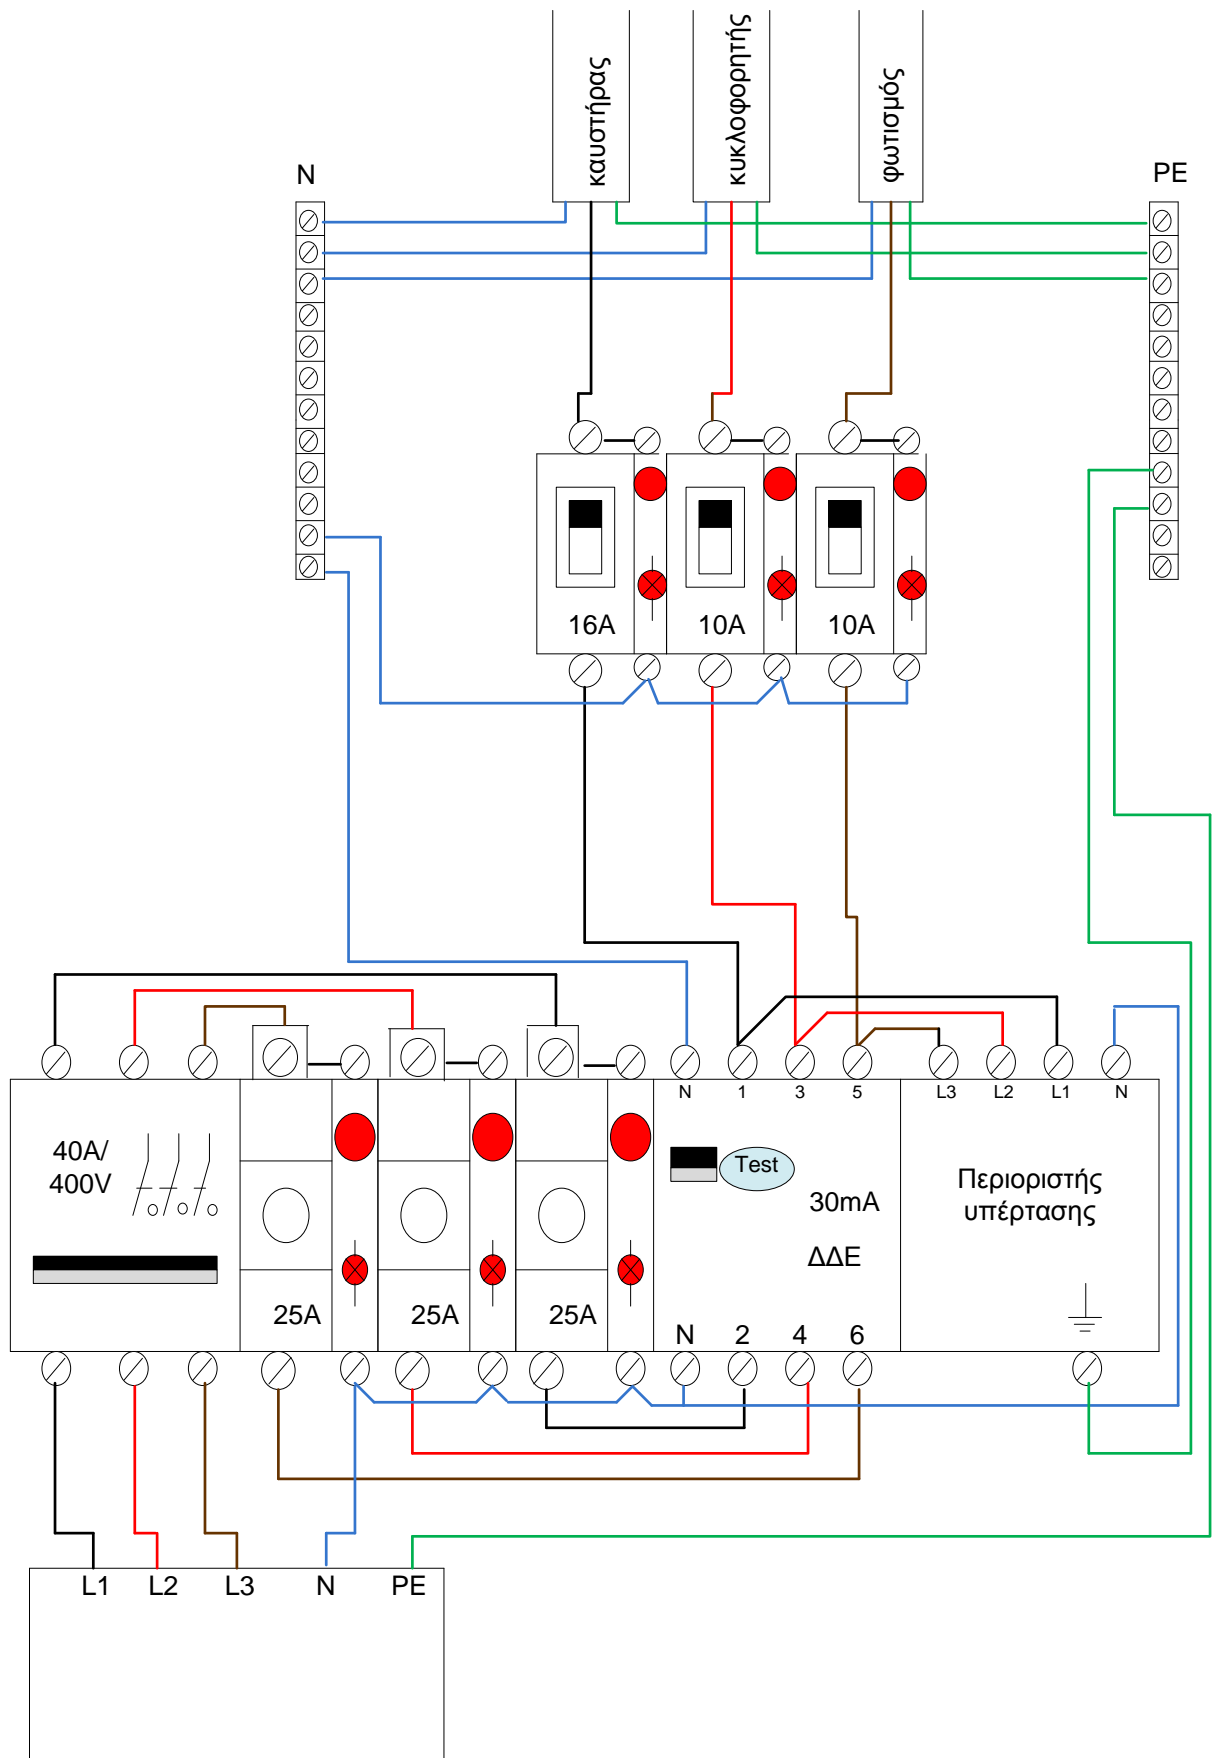 καυστήρας
κυκλοφορητής
φωτισμός
N
PE
16A
10A
10A
N
1
3
5
L3
L2
L1
N
40A/
400V
Test
30mA
ΔΔΕ
Περιοριστής
υπέρτασης
25A
25A
25A
N
2
4
6
L1
L2
L3
N
PE